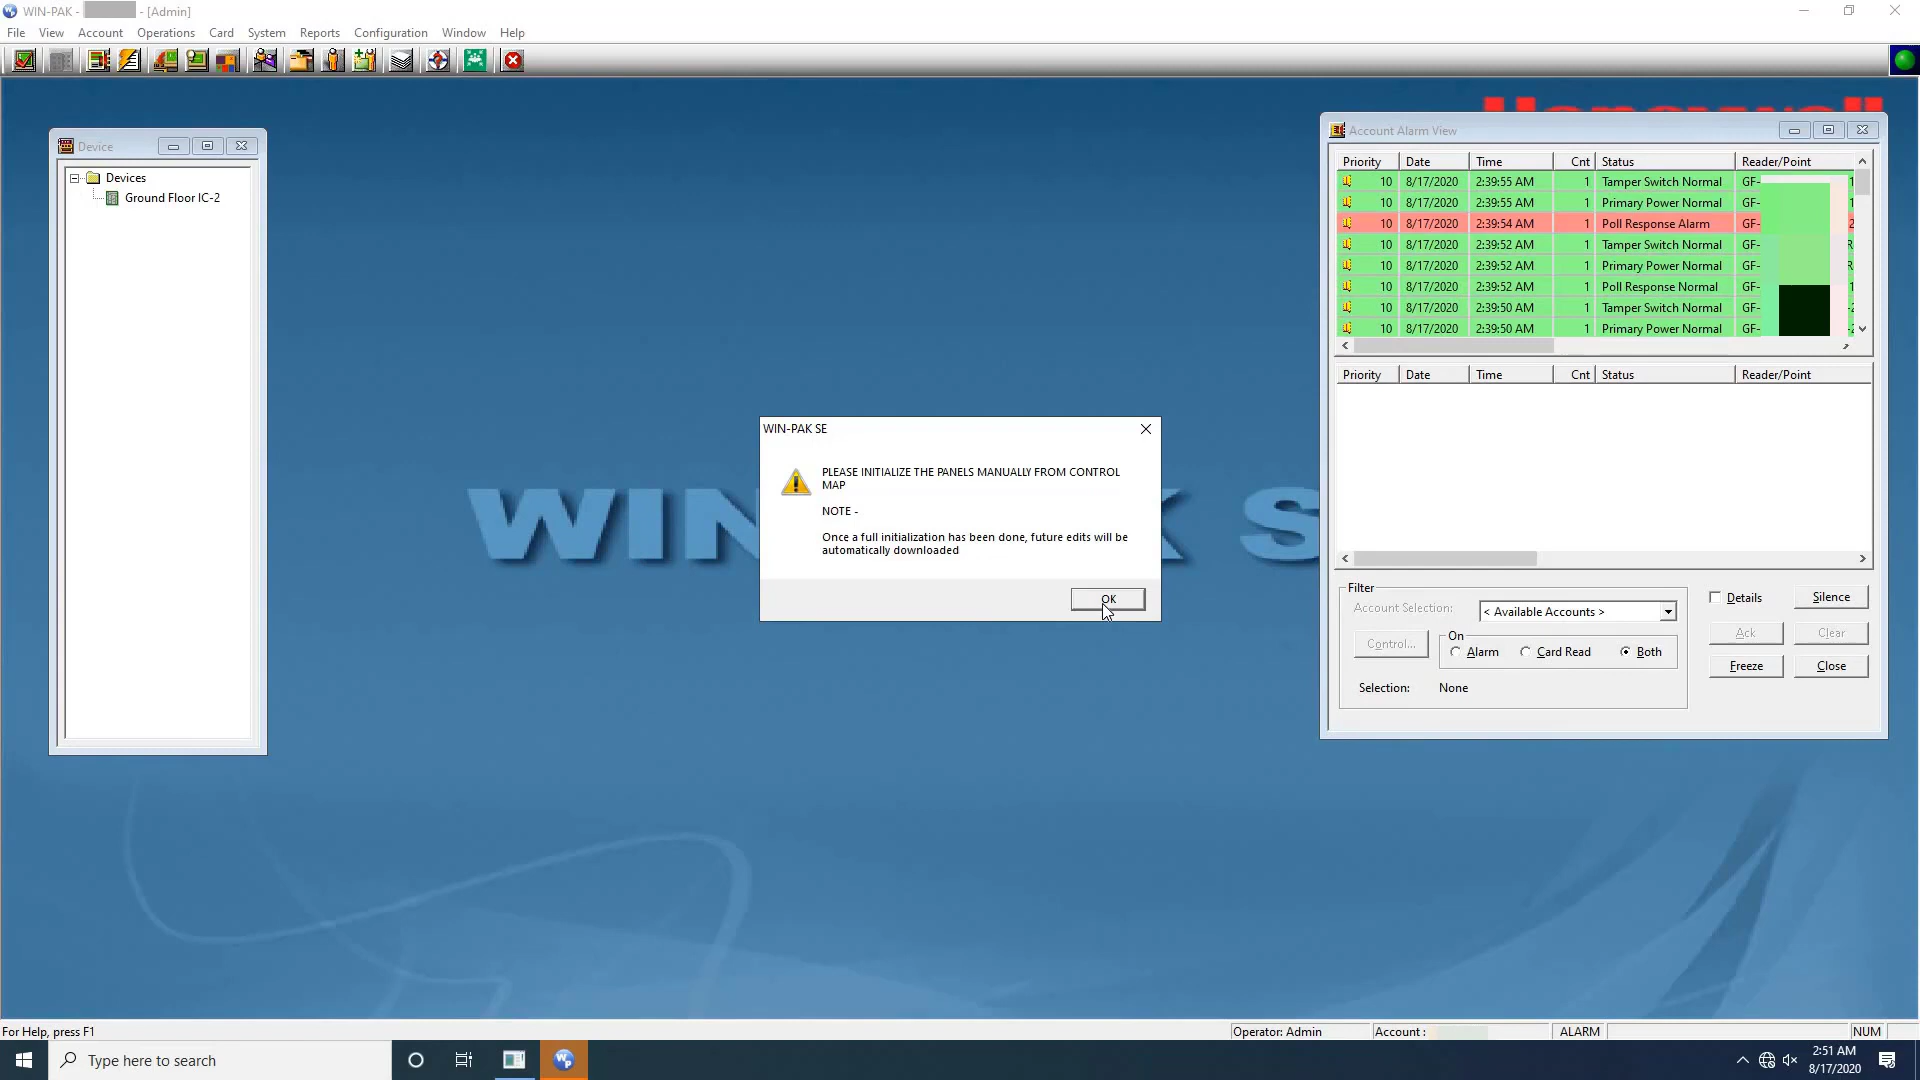 WIN-PAK - - [Admin]
File View Account Operations Card System Reports Configuration Window Help
Honeywell
Device
Devices
Ground Floor IC-2
Account Alarm View
Priority Date Time Cnt Status Reader/Point
10 8/17/2020 2:39:55 AM 1 Tamper Switch Normal GF-
10 8/17/2020 2:39:55 AM 1 Primary Power Normal GF-
10 8/17/2020 2:39:54 AM 1 Poll Response Alarm GF-
10 8/17/2020 2:39:52 AM 1 Tamper Switch Normal GF-
10 8/17/2020 2:39:52 AM 1 Primary Power Normal GF-
10 8/17/2020 2:39:52 AM 1 Poll Response Normal GF-
10 8/17/2020 2:39:50 AM 1 Tamper Switch Normal GF-
10 8/17/2020 2:39:50 AM 1 Primary Power Normal GF-
Priority Date Time Cnt Status Reader/Point
WIN-PAK SE
PLEASE INITIALIZE THE PANELS MANUALLY FROM CONTROL
MAP
NOTE -
Once a full initialization has been done, future edits will be
automatically downloaded
OK
WIN K S
Filter
Account Selection: < Available Accounts >
Details
Silence
Control...
On
Alarm Card Read Both
Ack
Clear
Selection: None
Freeze
Close
For Help, press F1
Operator: Admin
Account :
ALARM
NUM
Type here to search
2:51 AM
8/17/2020